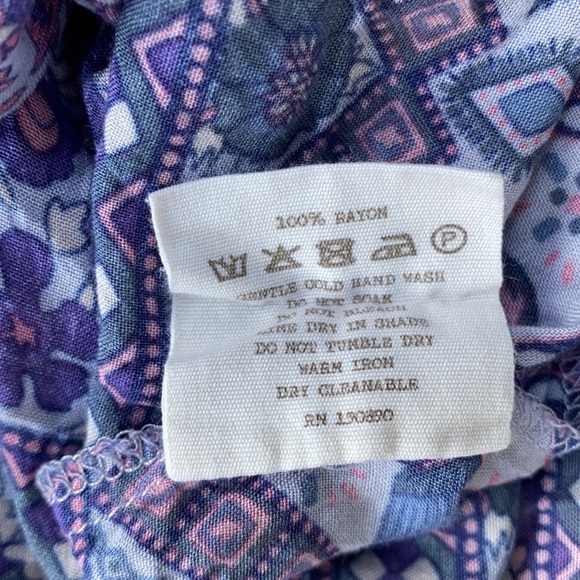 100% RAYON
P
GENTLE COLD HAND WASH
DO NOT SOAK
DO NOT BLEACH
LINE DRY IN SHADE
DO NOT TUMBLE DRY
WARM IRON
DRY CLEANABLE
RN 150890